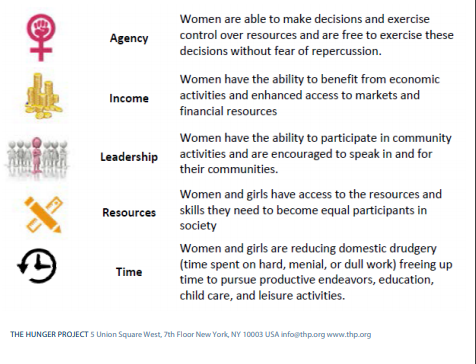 Women are able to make decisions and exercise
Agency
control over resources and are free to exercise these
decisions without fear of repercussion.
Women have the ability to benefit from economic
Income
activities and enhanced access to markets and
financial resources
Women have the ability to participate in community
Leadership
activities and are encouraged to speak in and for
their communities.
Women and girls have access to the resources and
Resources
skills they need to become equal participants in
society
Women and girls are reducing domestic drudgery
(time spent on hard, menial, or dull work) freeing up
Time
time to pursue productive endeavors, education,
child care, and leisure activities.
THE HUNGER PROJECT 5 Union Square West, 7th Floor New York, NY 10003 USA info@thp.org www.thp.org